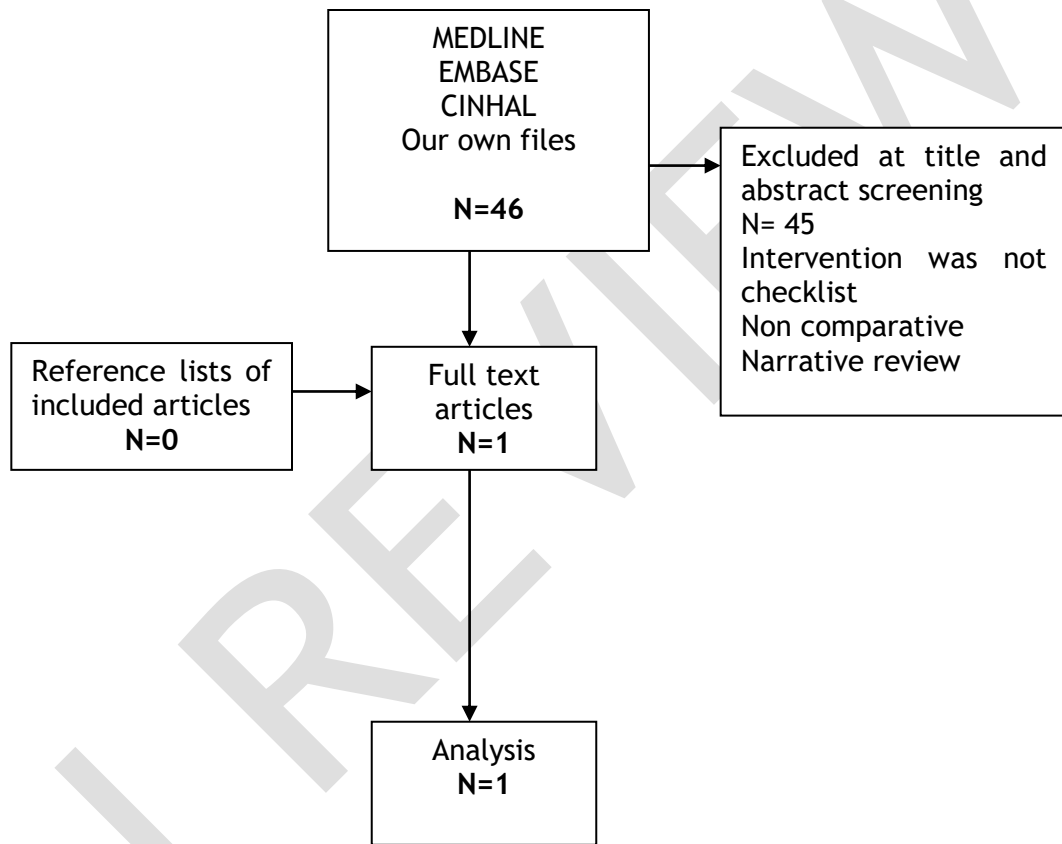 MEDLINE
EMBASE
CINHAL
Our own files
N=46
Excluded at title and
abstract screening
N= 45
Intervention was not
checklist
Non comparative
Narrative review
Reference lists of
included articles
N=0
Full text
articles
N=1
Analysis
N=1
REVIEW